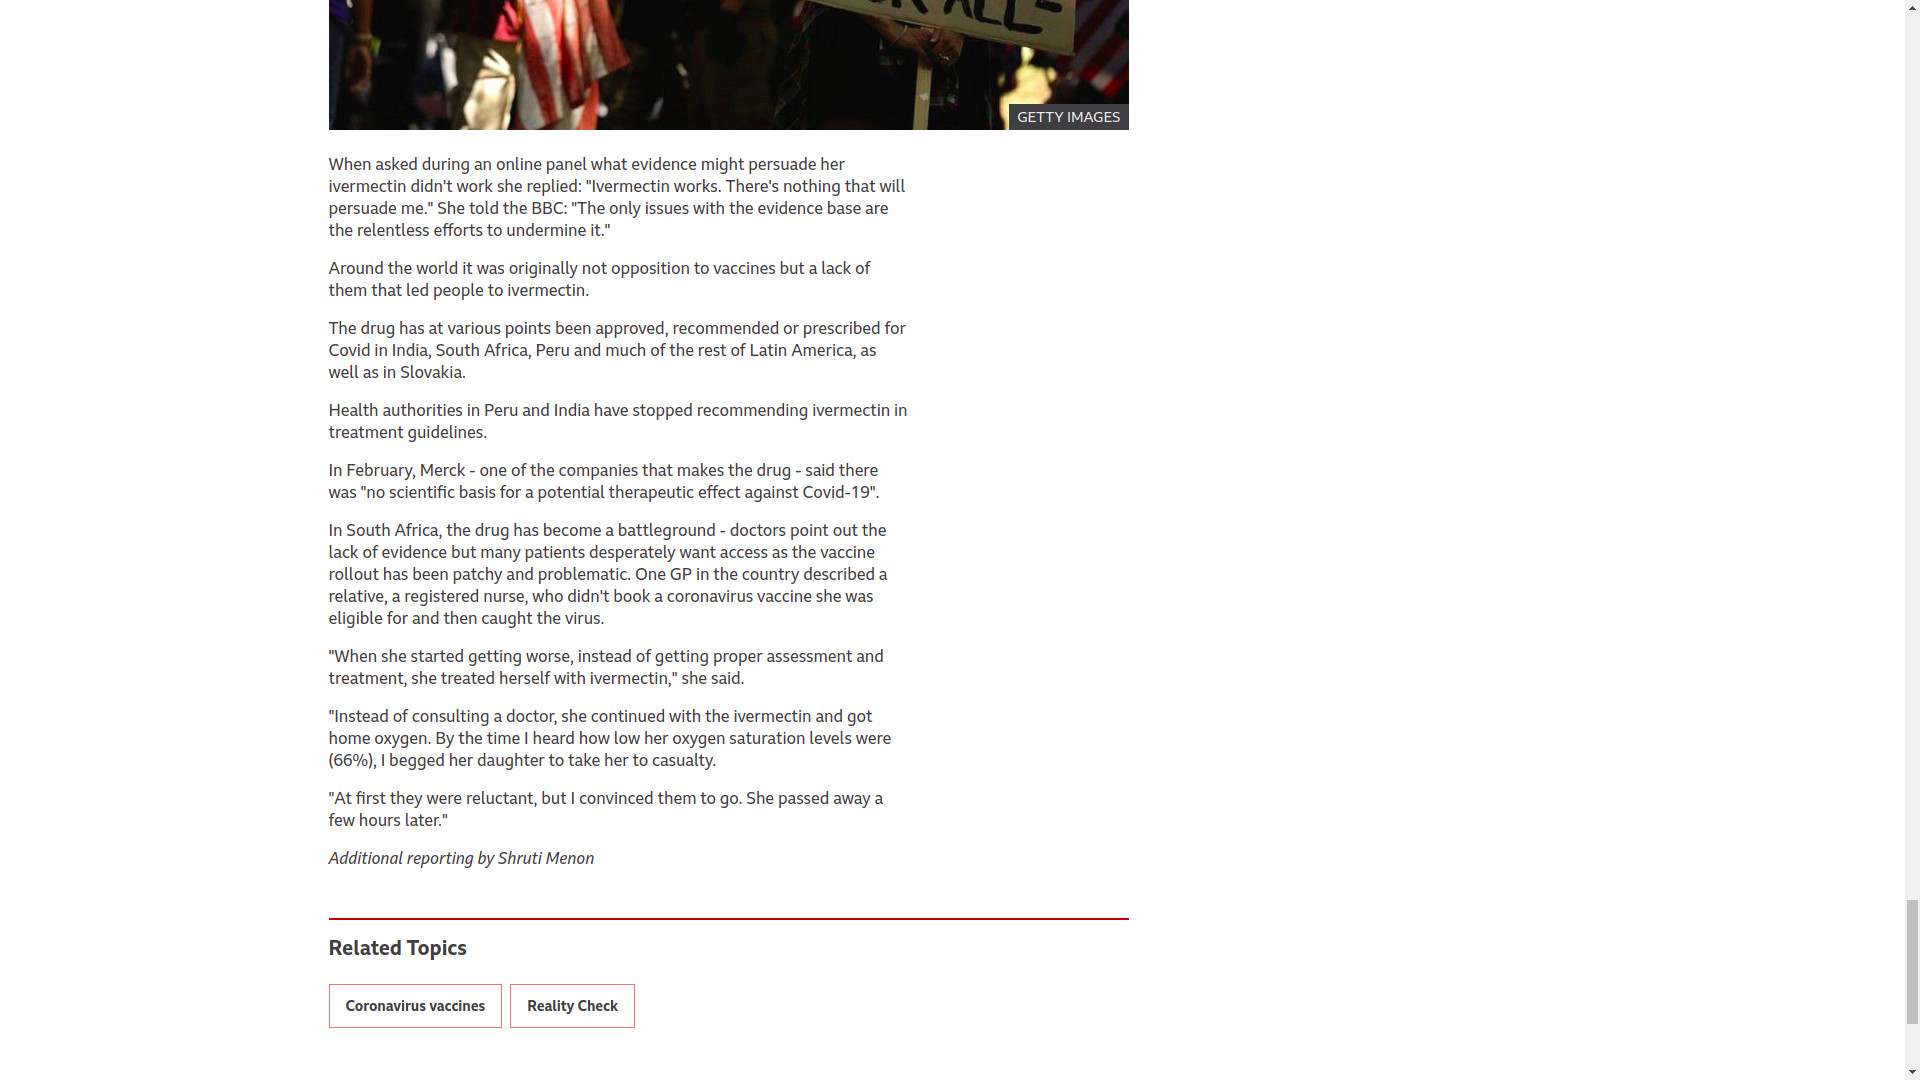 ALL-
GETTY IMAGES
When asked during an online panel what evidence might persuade her
ivermectin didn't work she replied: "Ivermectin works. There's nothing that will
persuade me." She told the BBC: "The only issues with the evidence base are
the relentless efforts to undermine it."
Around the world it was originally not opposition to vaccines but a lack of
them that led people to ivermectin.
The drug has at various points been approved, recommended or prescribed for
Covid in India, South Africa, Peru and much of the rest of Latin America, as
well as in Slovakia.
Health authorities in Peru and India have stopped recommending ivermectin in
treatment guidelines.
In February, Merck - one of the companies that makes the drug - said there
was "no scientific basis for a potential therapeutic effect against Covid-19".
In South Africa, the drug has become a battleground - doctors point out the
lack of evidence but many patients desperately want access as the vaccine
rollout has been patchy and problematic. One GP in the country described a
relative, a registered nurse, who didn't book a coronavirus vaccine she was
eligible for and then caught the virus.
"When she started getting worse, instead of getting proper assessment and
treatment, she treated herself with ivermectin," she said.
"Instead of consulting a doctor, she continued with the ivermectin and got
home oxygen. By the time I heard how low her oxygen saturation levels were
(66%), I begged her daughter to take her to casualty.
"At first they were reluctant, but I convinced them to go. She passed away a
few hours later."
Additional reporting by Shruti Menon
Related Topics
Coronavirus vaccines
Reality Check